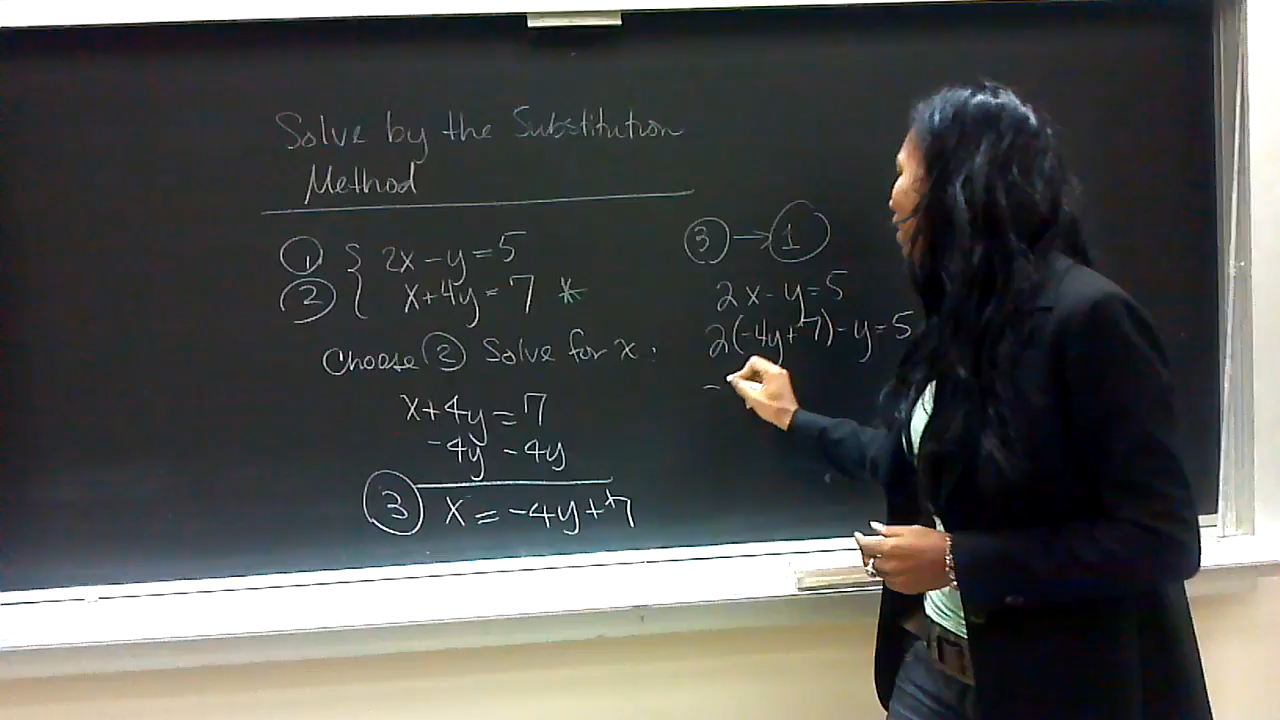 Solve by the Substitution
Method
① { 2x - y = 5
② { x + 4y = 7 *
Choose ② Solve for x:
x + 4y = 7
-4y -4y
③ x = -4y + 7
③ → ①
2x - y = 5
2(-4y + 7) - y = 5
-